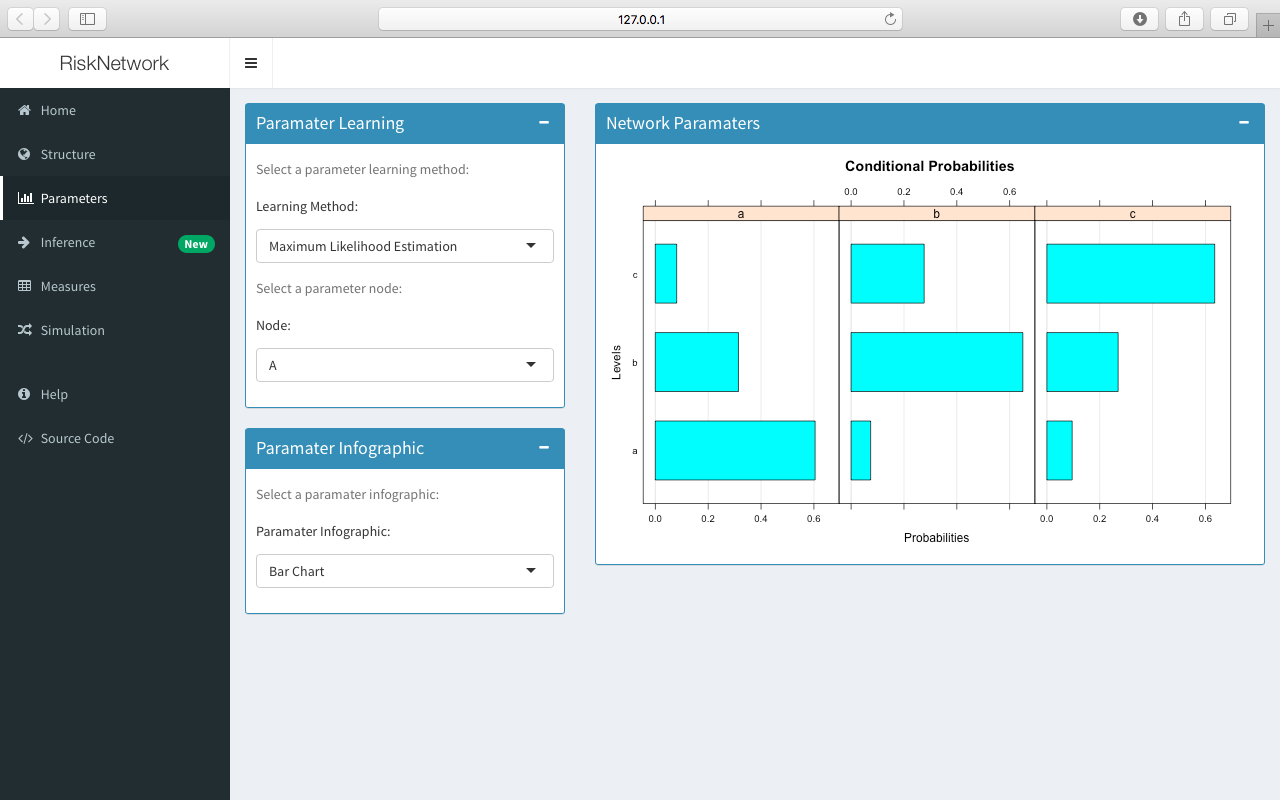 127.0.0.1
RiskNetwork
Home
Structure
Parameters
Inference New
Measures
Simulation
Help
Source Code
Paramater Learning
Select a parameter learning method:
Learning Method:
Maximum Likelihood Estimation
Select a parameter node:
Node:
A
Paramater Infographic
Select a paramater infographic:
Paramater Infographic:
Bar Chart
Network Paramaters
Conditional Probabilities
0.0 0.2 0.4 0.6
a b c
c
b
a
Levels
0.0 0.2 0.4 0.6 0.0 0.2 0.4 0.6
Probabilities